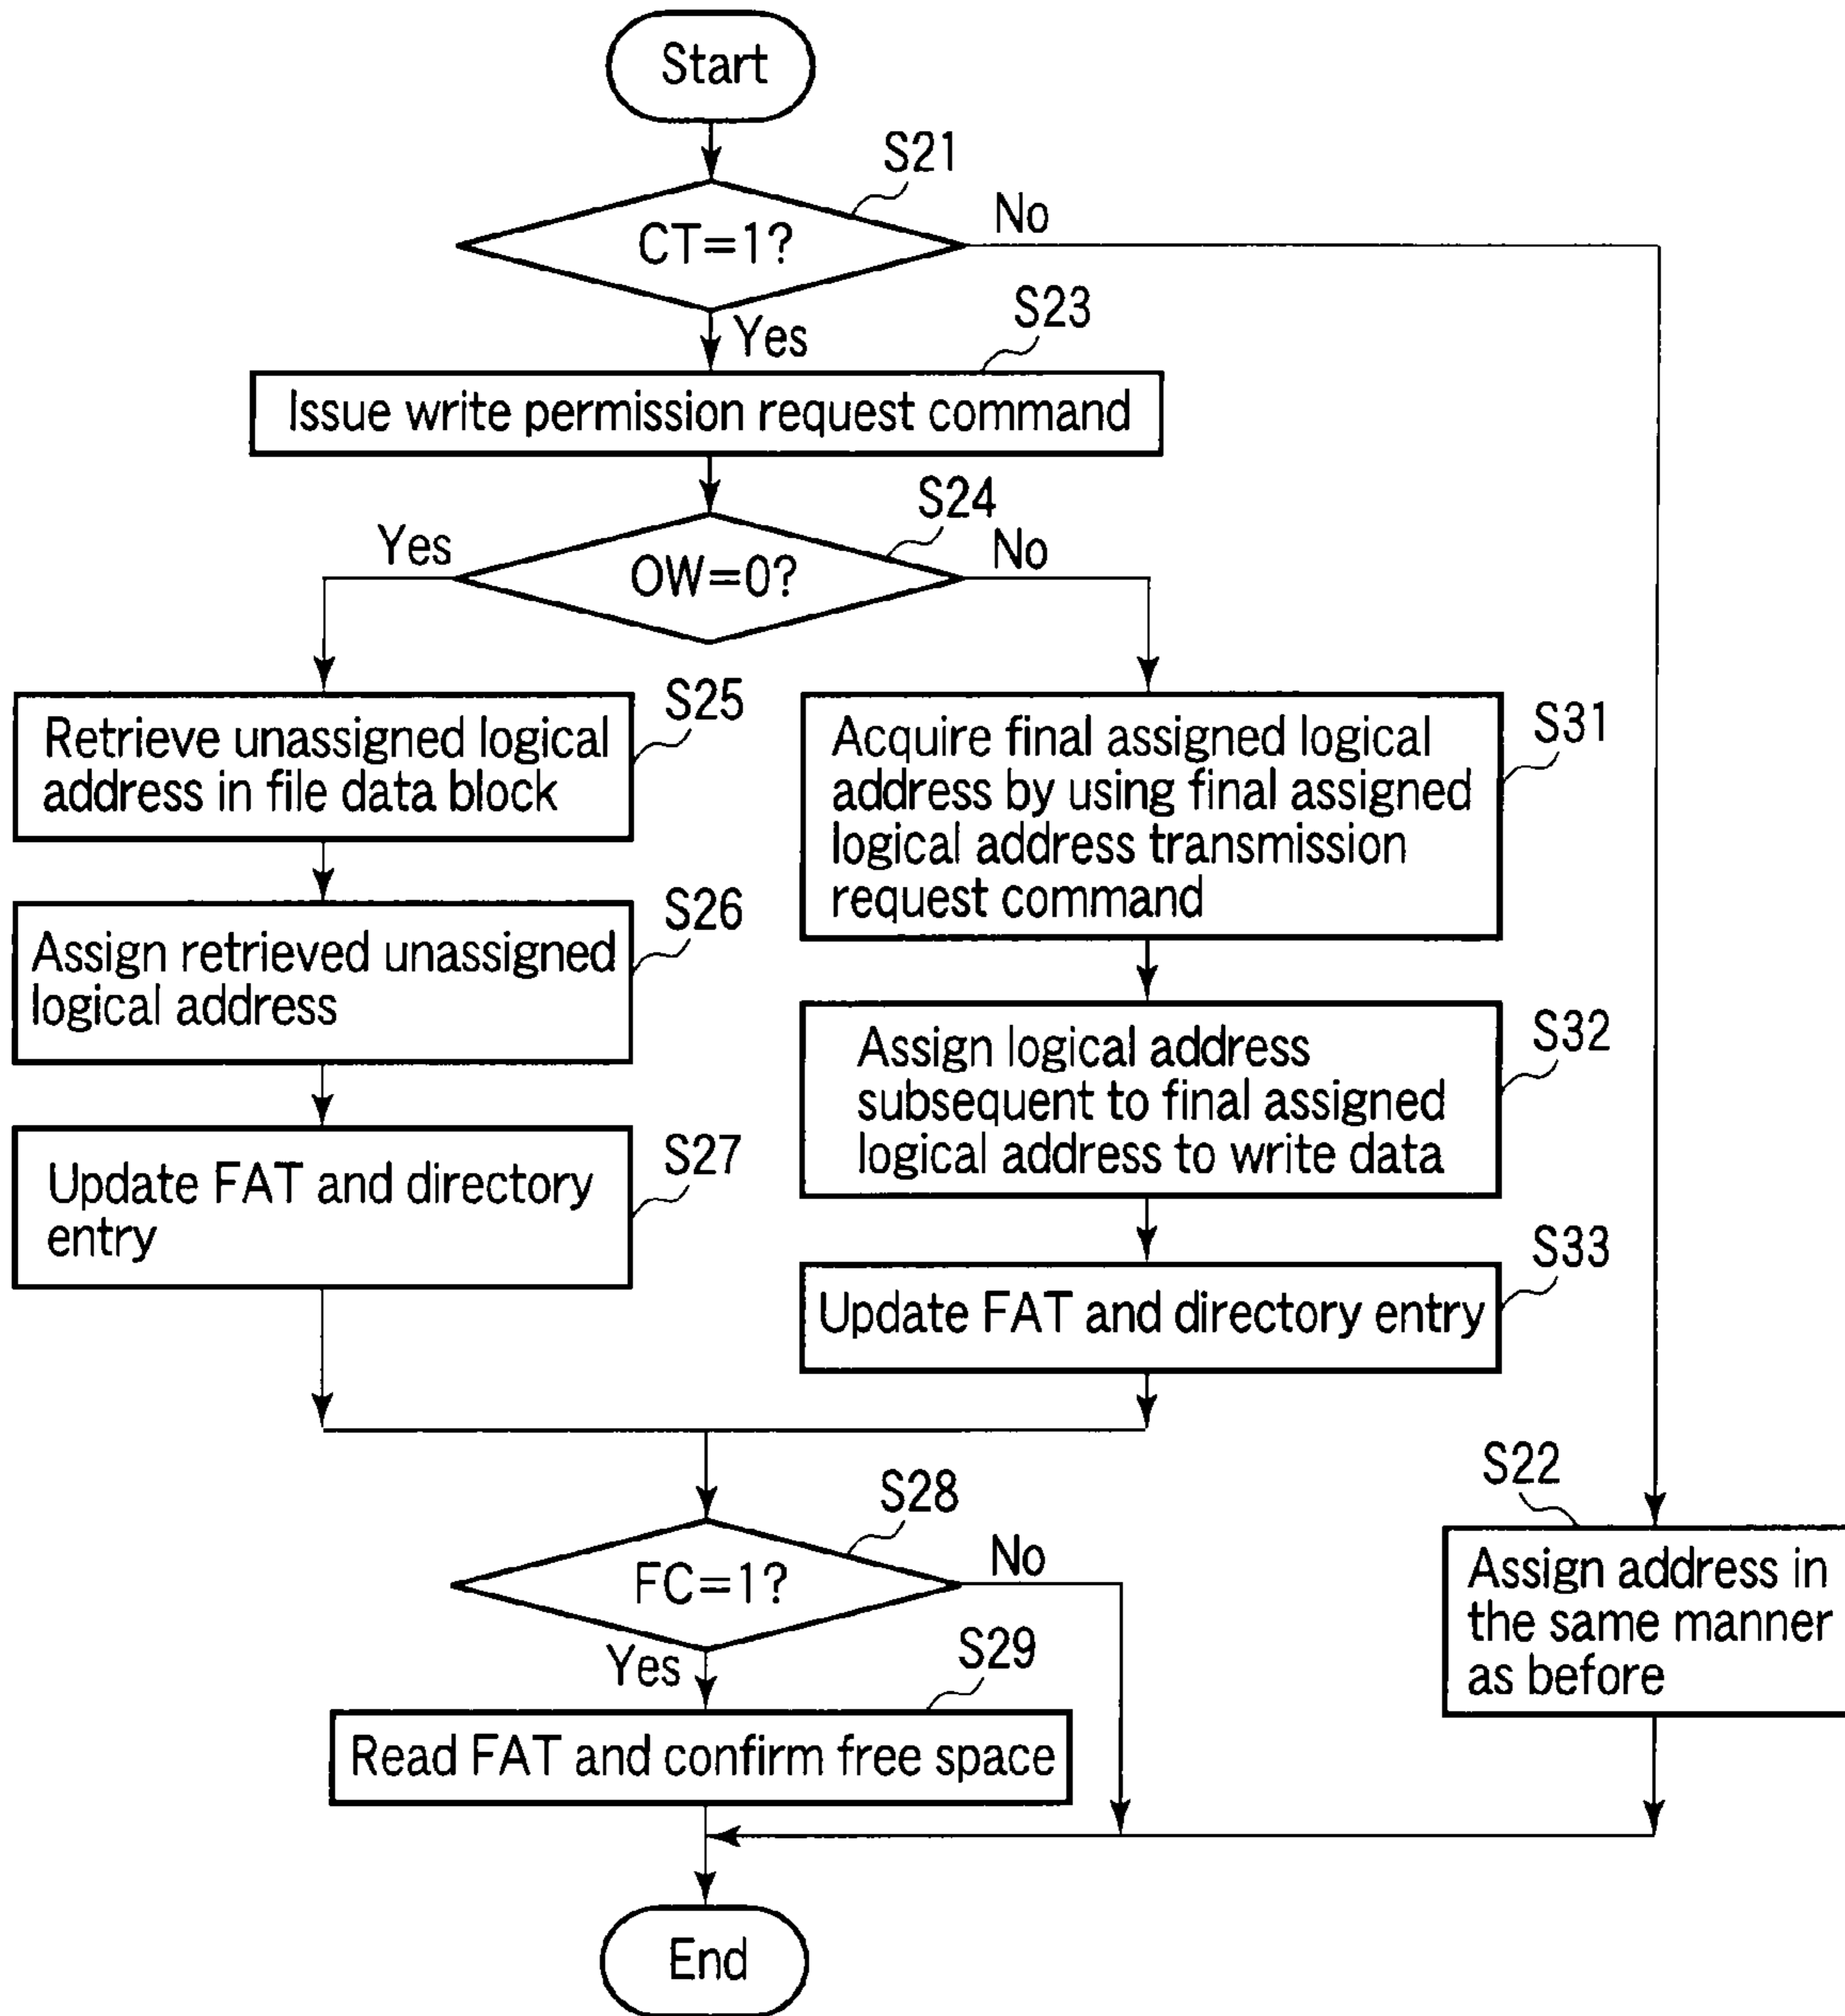 Start
S21
CT=1?
No
Yes
S23
Issue write permission request command
S24
Yes
OW=0?
No
S25
Retrieve unassigned logical
address in file data block
S31
Acquire final assigned logical
address by using final assigned
logical address transmission
request command
S26
Assign retrieved unassigned
logical address
S32
Assign logical address
subsequent to final assigned
logical address to write data
S27
Update FAT and directory
entry
S33
Update FAT and directory entry
S28
FC=1?
No
Yes
S22
Assign address in
the same manner
as before
S29
Read FAT and confirm free space
End